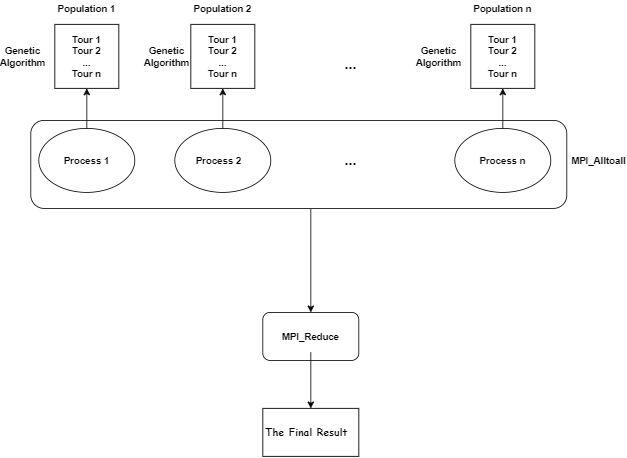 Population 1
Population 2
Population n
Genetic
Algorithm
Tour 1
Tour 2
...
Tour n
Genetic
Algorithm
Tour 1
Tour 2
...
Tour n
...
Genetic
Algorithm
Tour 1
Tour 2
...
Tour n
Process 1
Process 2
...
Process n
MPI_Alltoall
MPI_Reduce
The Final Result